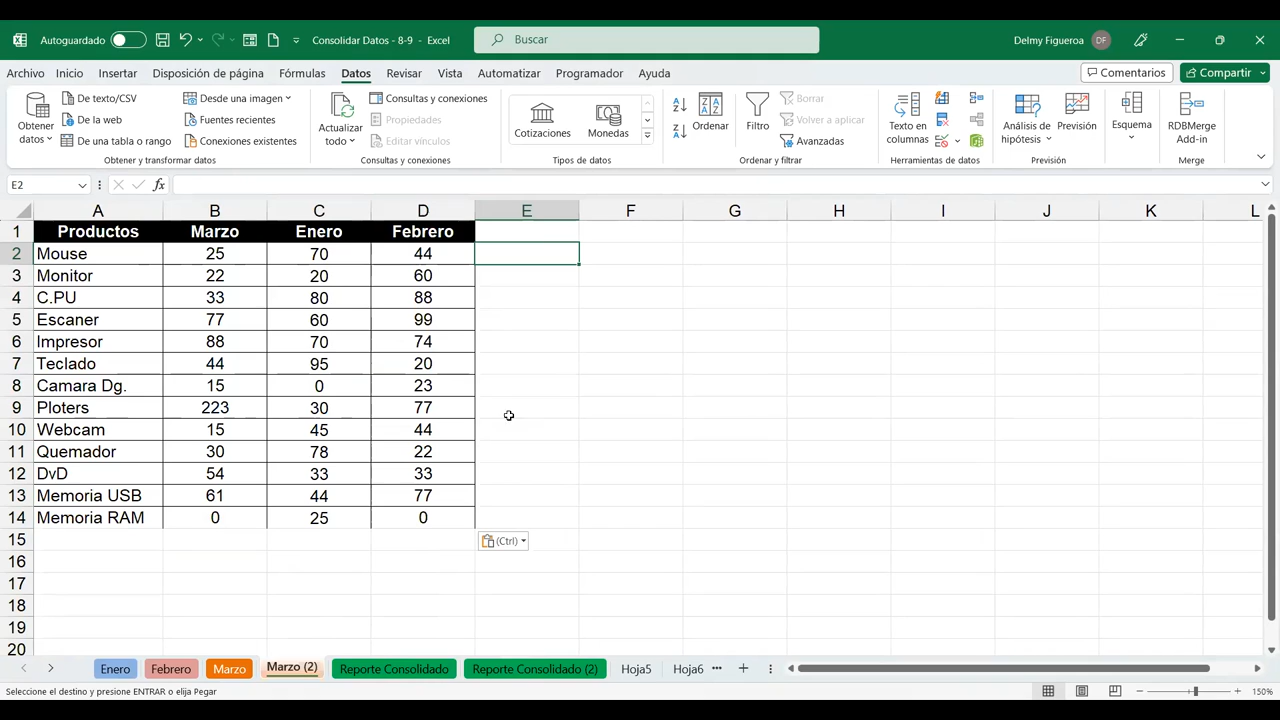 Autoguardado Consolidar Datos - 8-9 - Excel Buscar Delmy Figueroa DF
Archivo Inicio Insertar Disposición de página Fórmulas Datos Revisar Vista Automatizar Programador Ayuda Comentarios Compartir
Obtener datos
De texto/CSV
De la web
De una tabla o rango
Desde una imagen
Fuentes recientes
Conexiones existentes
Obtener y transformar datos
Actualizar todo
Consultas y conexiones
Propiedades
Editar vínculos
Consultas y conexiones
Cotizaciones
Monedas
Tipos de datos
Ordenar
Filtro
Borrar
Volver a aplicar
Avanzadas
Ordenar y filtrar
Texto en columnas
Herramientas de datos
Análisis de hipótesis
Previsión
Previsión
Esquema
RDBMerge Add-in
Merge
E2 fx
A B C D E F G H I J K L
1 Productos Marzo Enero Febrero
2 Mouse 25 70 44
3 Monitor 22 20 60
4 C.PU 33 80 88
5 Escaner 77 60 99
6 Impresor 88 70 74
7 Teclado 44 95 20
8 Camara Dg. 15 0 23
9 Ploters 223 30 77
10 Webcam 15 45 44
11 Quemador 30 78 22
12 DvD 54 33 33
13 Memoria USB 61 44 77
14 Memoria RAM 0 25 0
15 (Ctrl)
16
17
18
19
20
Enero Febrero Marzo Marzo (2) Reporte Consolidado Reporte Consolidado (2) Hoja5 Hoja6
Seleccione el destino y presione ENTRAR o elija Pegar 150%